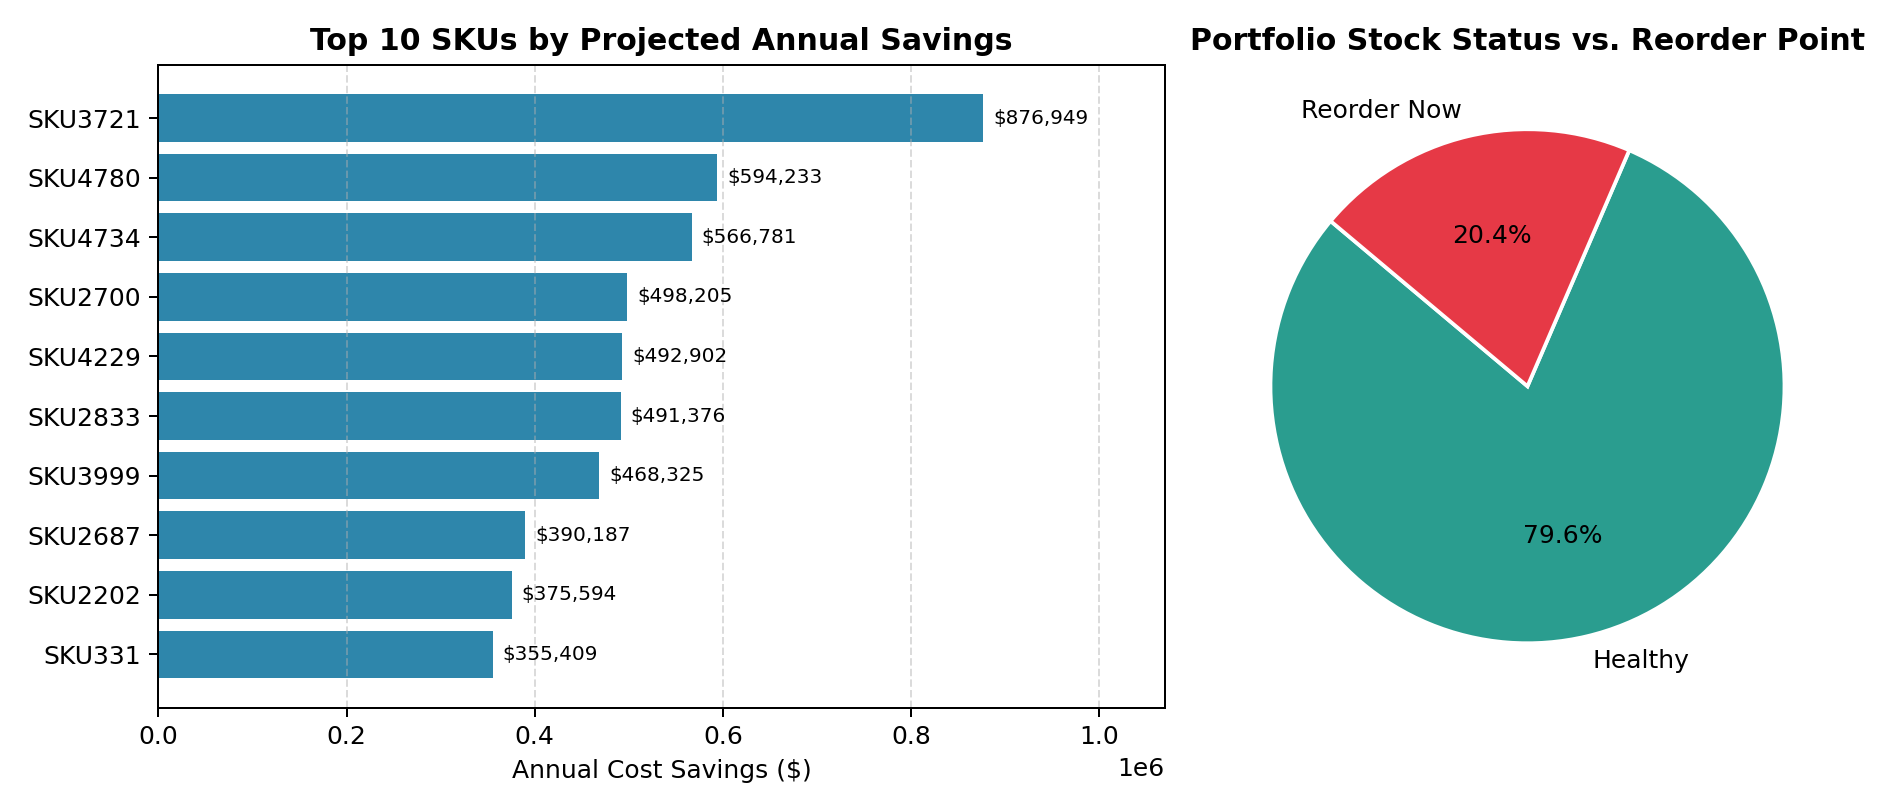 Top 10 SKUs by Projected Annual Savings
SKU3721 $876,949
SKU4780 $594,233
SKU4734 $566,781
SKU2700 $498,205
SKU4229 $492,902
SKU2833 $491,376
SKU3999 $468,325
SKU2687 $390,187
SKU2202 $375,594
SKU331 $355,409
0.0 0.2 0.4 0.6 0.8 1.0
1e6
Annual Cost Savings ($)
Portfolio Stock Status vs. Reorder Point
Reorder Now
20.4%
79.6%
Healthy